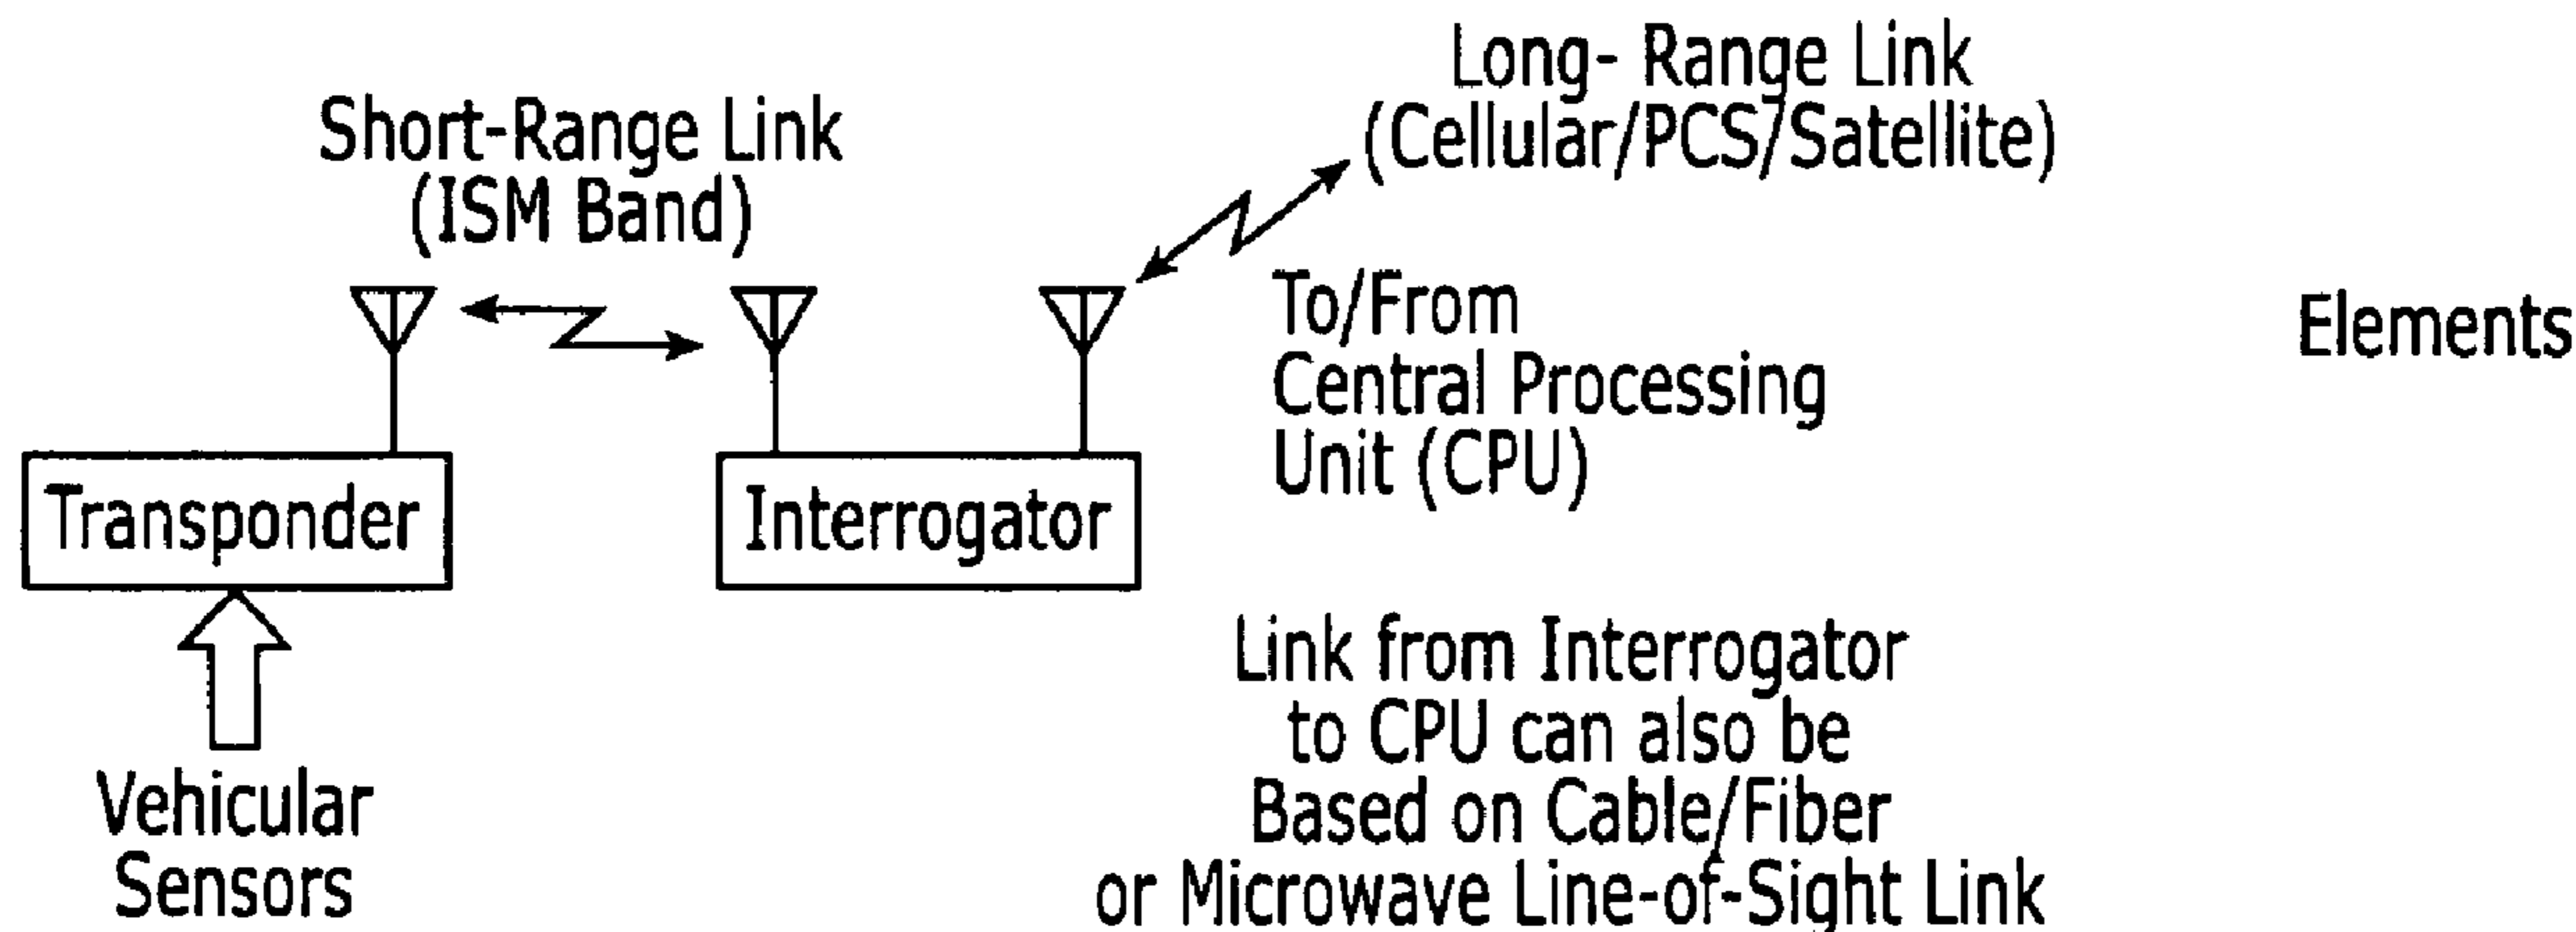 Short-Range Link
(ISM Band)
Long- Range Link
(Cellular/PCS/Satellite)
To/From
Central Processing
Unit (CPU)
Elements
Transponder
Interrogator
Vehicular
Sensors
Link from Interrogator
to CPU can also be
Based on Cable/Fiber
or Microwave Line-of-Sight Link